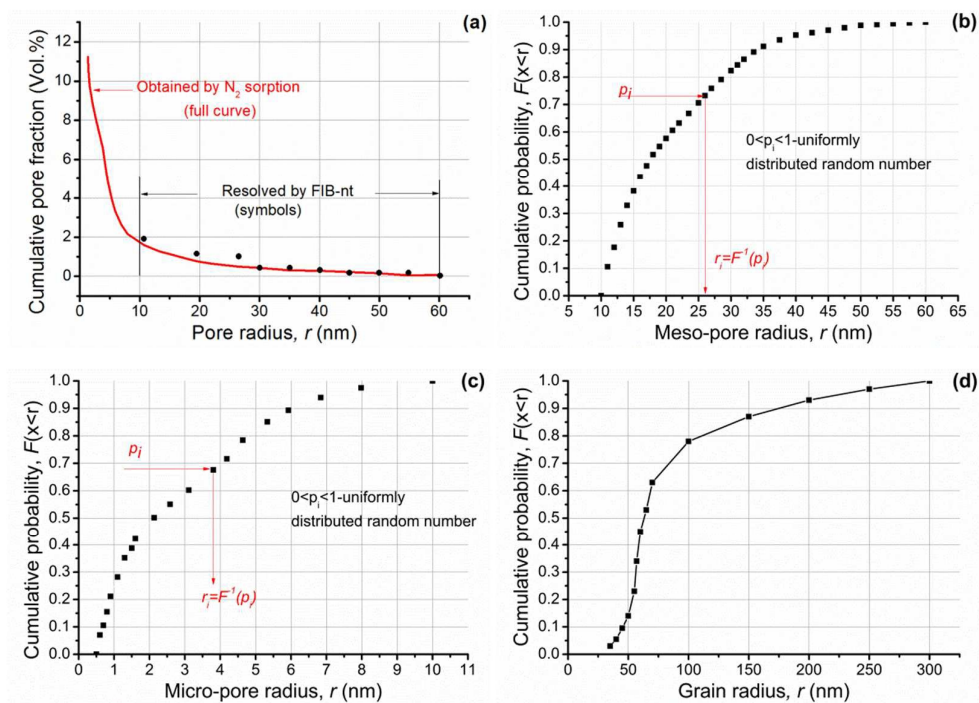 (a)
12
10
8
6
4
2
0
Cumulative pore fraction (Vol.%)
Obtained by N2 sorption
(full curve)
Resolved by FIB-nt
(symbols)
0 10 20 30 40 50 60
Pore radius, r (nm)
(b)
1.0
0.9
0.8
0.7
0.6
0.5
0.4
0.3
0.2
0.1
0.0
Cumulative probability, F(x<r)
pi
0<pi<1-uniformly
distributed random number
ri=F-1(pi)
5 10 15 20 25 30 35 40 45 50 55 60 65
Meso-pore radius, r (nm)
(c)
1.0
0.9
0.8
0.7
0.6
0.5
0.4
0.3
0.2
0.1
0.0
Cumulative probability, F(x<r)
pi
0<pi<1-uniformly
distributed random number
ri=F-1(pi)
0 1 2 3 4 5 6 7 8 9 10 11
Micro-pore radius, r (nm)
(d)
1.0
0.9
0.8
0.7
0.6
0.5
0.4
0.3
0.2
0.1
0.0
Cumulative probability, F(x<r)
0 50 100 150 200 250 300
Grain radius, r (nm)